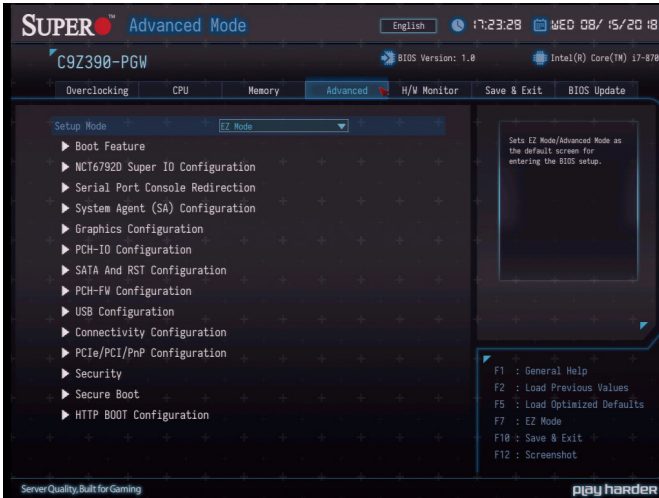 SUPER™ Advanced Mode
English
17:23:28
WED 08/15/2018
C9Z390-PGW
BIOS Version: 1.0
Intel(R) Core(TM) i7-870
Overclocking CPU Memory Advanced H/W Monitor Save & Exit BIOS Update
Setup Mode EZ Mode
Boot Feature
NCT6792D Super IO Configuration
Serial Port Console Redirection
System Agent (SA) Configuration
Graphics Configuration
PCH-IO Configuration
SATA And RST Configuration
PCH-FW Configuration
USB Configuration
Connectivity Configuration
PCIe/PCI/PnP Configuration
Security
Secure Boot
HTTP BOOT Configuration
Sets EZ Mode/Advanced Mode as
the default screen for
entering the BIOS setup.
F1 : General Help
F2 : Load Previous Values
F5 : Load Optimized Defaults
F7 : EZ Mode
F10 : Save & Exit
F12 : Screenshot
Server Quality, Built for Gaming
play harder